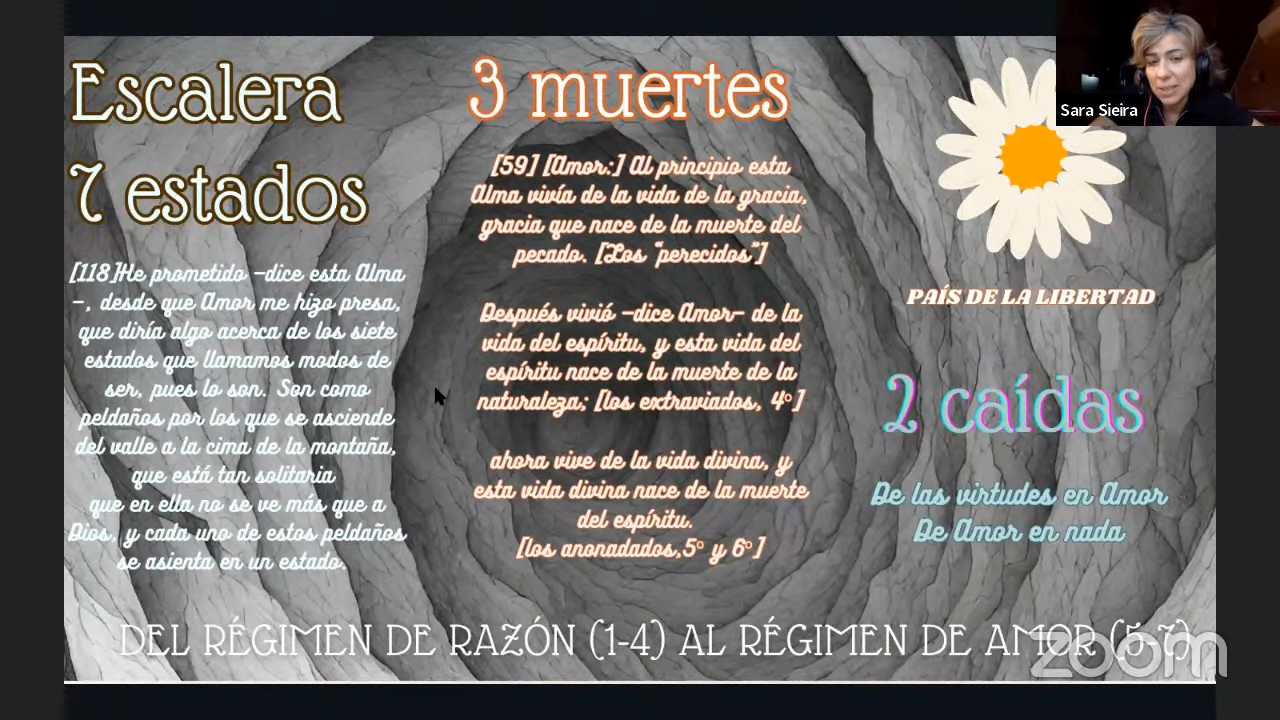 Escalera
7 estados
[118]He prometido –dice esta Alma
–, desde que Amor me hizo presa,
que diría algo acerca de los siete
estados que llamamos modos de
ser, pues lo son. Son como
peldaños por los que se asciende
del valle a la cima de la montaña,
que está tan solitaria
que en ella no se ve más que a
Dios, y cada uno de estos peldaños
se asienta en un estado.
3 muertes
[59] [Amor:] Al principio esta
Alma vivía de la vida de la gracia,
gracia que nace de la muerte del
pecado. [Los "perecidos"]
Después vivió –dice Amor– de la
vida del espíritu, y esta vida del
espíritu nace de la muerte de la
naturaleza; [los extraviados, 4º]
ahora vive de la vida divina, y
esta vida divina nace de la muerte
del espíritu.
[los anonadados,5º y 6º]
Sara Sieira
PAÍS DE LA LIBERTAD
2 caídas
De las virtudes en Amor
De Amor en nada
DEL RÉGIMEN DE RAZÓN (1-4) AL RÉGIMEN DE AMOR (5-7)
zoom